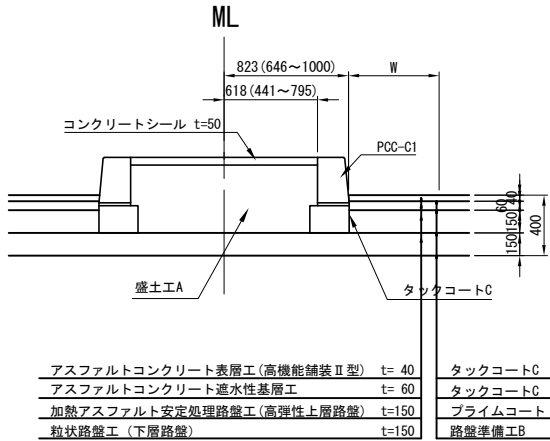 ML
823(646～1000)
W
618(441～795)
コンクリートシール t=50
PCC-C1
40
60
150
150
400
盛土工A
タックコートC
アスファルトコンクリート表層工(高機能舗装Ⅱ型) t= 40 タックコートC
アスファルトコンクリート遮水性基層工 t= 60 タックコートC
加熱アスファルト安定処理路盤工(高弾性上層路盤) t=150 プライムコート
粒状路盤工 (下層路盤) t=150 路盤準備工B